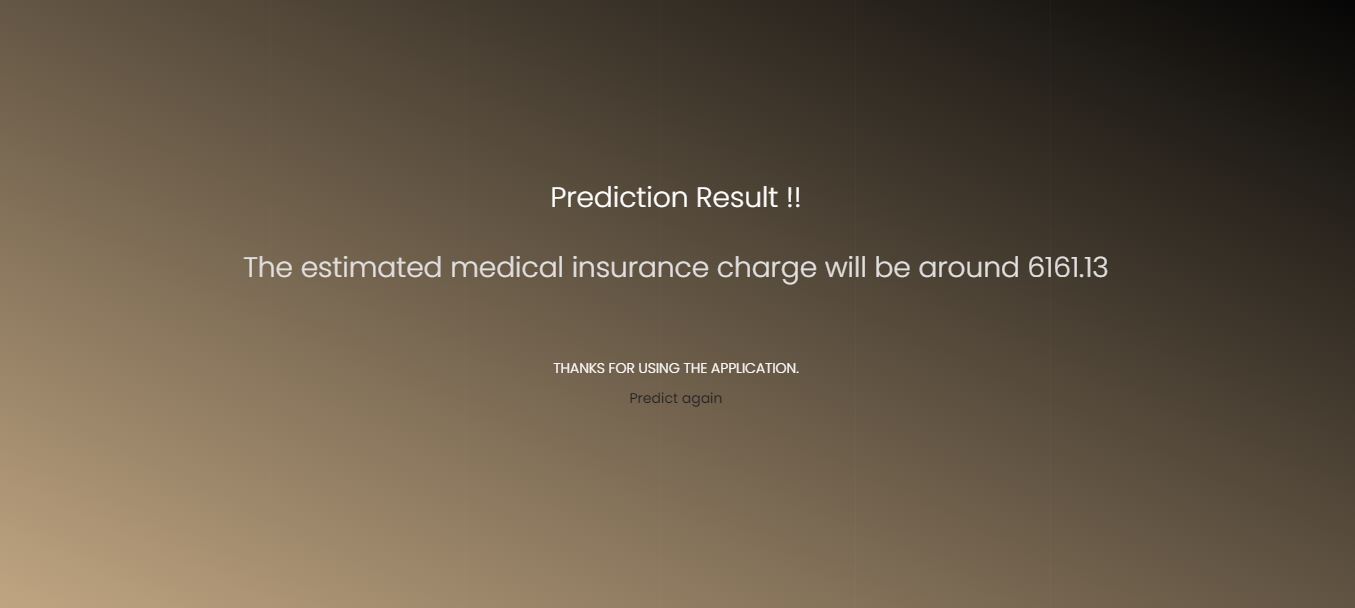 Prediction Result !!
The estimated medical insurance charge will be around 6161.13
THANKS FOR USING THE APPLICATION.
Predict again